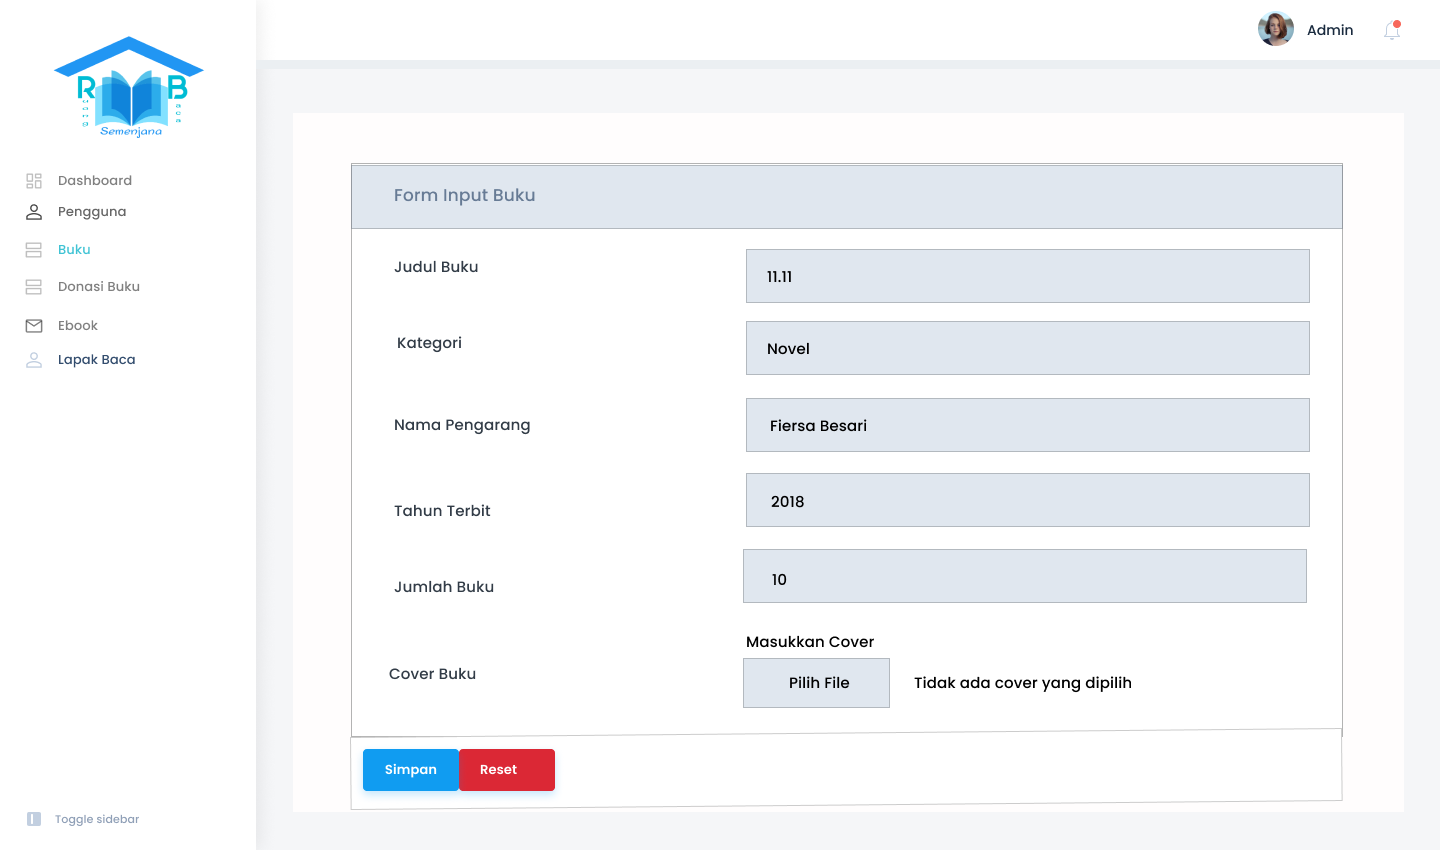 R B
Ruang
aca
Semenjana
Admin
Dashboard
Pengguna
Buku
Donasi Buku
Ebook
Lapak Baca
Toggle sidebar
Form Input Buku
Judul Buku
11.11
Kategori
Novel
Nama Pengarang
Fiersa Besari
Tahun Terbit
2018
Jumlah Buku
10
Masukkan Cover
Cover Buku
Pilih File
Tidak ada cover yang dipilih
Simpan
Reset